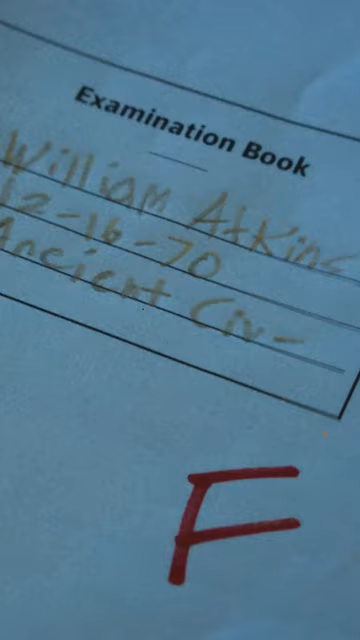 Examination Book
William Atkins
12-16-70
Ancient Civ-
F